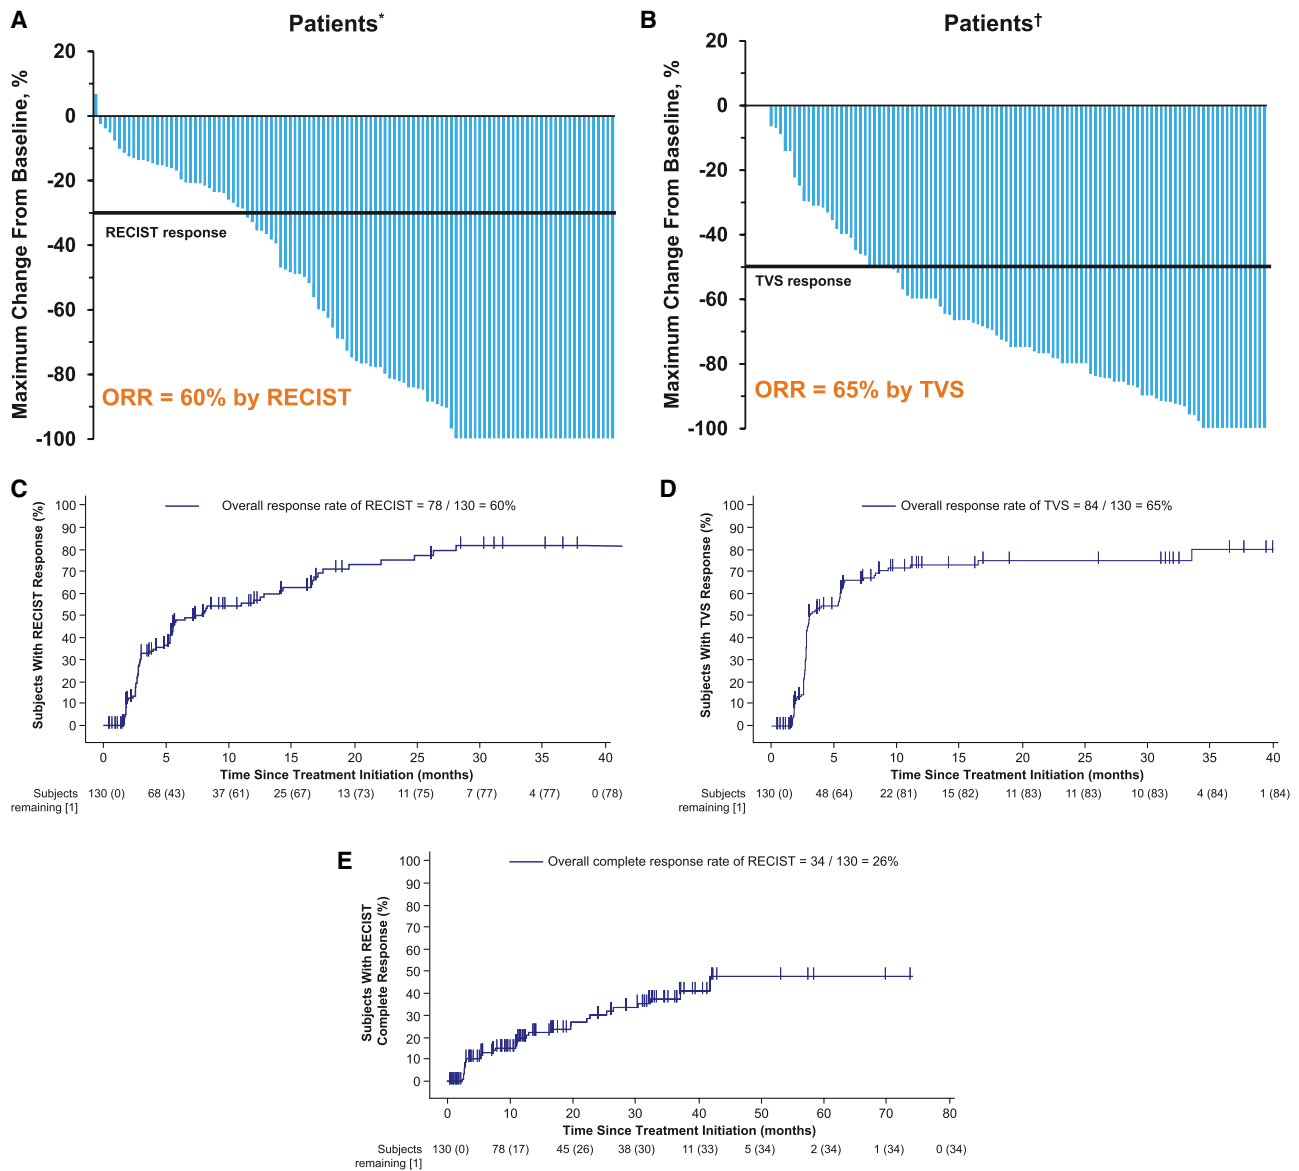 A
Patients*
Maximum Change From Baseline, %
20
0
-20
-40
-60
-80
-100
RECIST response
ORR = 60% by RECIST
B
Patients†
Maximum Change From Baseline, %
20
0
-20
-40
-60
-80
-100
TVS response
ORR = 65% by TVS
C
Overall response rate of RECIST = 78 / 130 = 60%
Subjects With RECIST Response (%)
100
90
80
70
60
50
40
30
20
10
0
0 5 10 15 20 25 30 35 40
Time Since Treatment Initiation (months)
Subjects 130 (0) 68 (43) 37 (61) 25 (67) 13 (73) 11 (75) 7 (77) 4 (77) 0 (78)
remaining [1]
D
Overall response rate of TVS = 84 / 130 = 65%
Subjects With TVS Response (%)
100
90
80
70
60
50
40
30
20
10
0
0 5 10 15 20 25 30 35 40
Time Since Treatment Initiation (months)
Subjects 130 (0) 48 (64) 22 (81) 15 (82) 11 (83) 11 (83) 10 (83) 4 (84) 1 (84)
remaining [1]
E
Overall complete response rate of RECIST = 34 / 130 = 26%
Subjects With RECIST
Complete Response (%)
100
90
80
70
60
50
40
30
20
10
0
0 10 20 30 40 50 60 70 80
Time Since Treatment Initiation (months)
Subjects 130 (0) 78 (17) 45 (26) 38 (30) 11 (33) 5 (34) 2 (34) 1 (34) 0 (34)
remaining [1]